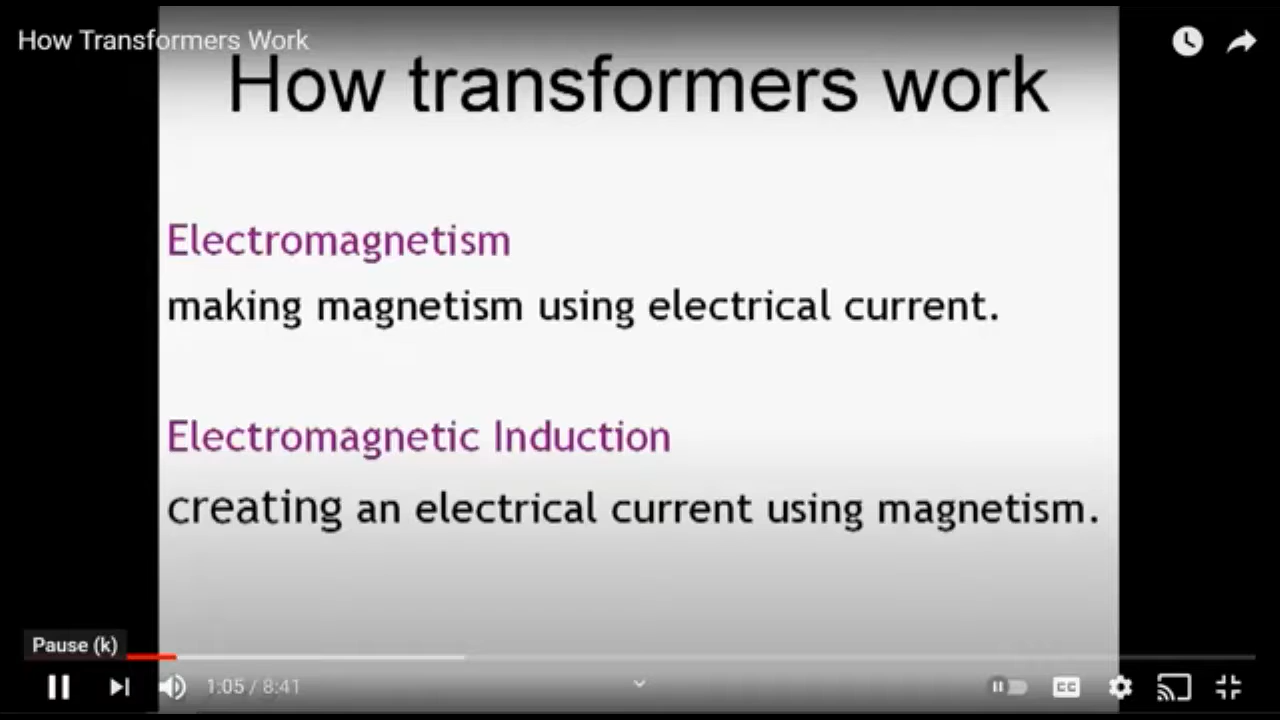 How Transformers Work
How transformers work
Electromagnetism
making magnetism using electrical current.
Electromagnetic Induction
creating an electrical current using magnetism.
Pause (k)
1:05 / 8:41
CC